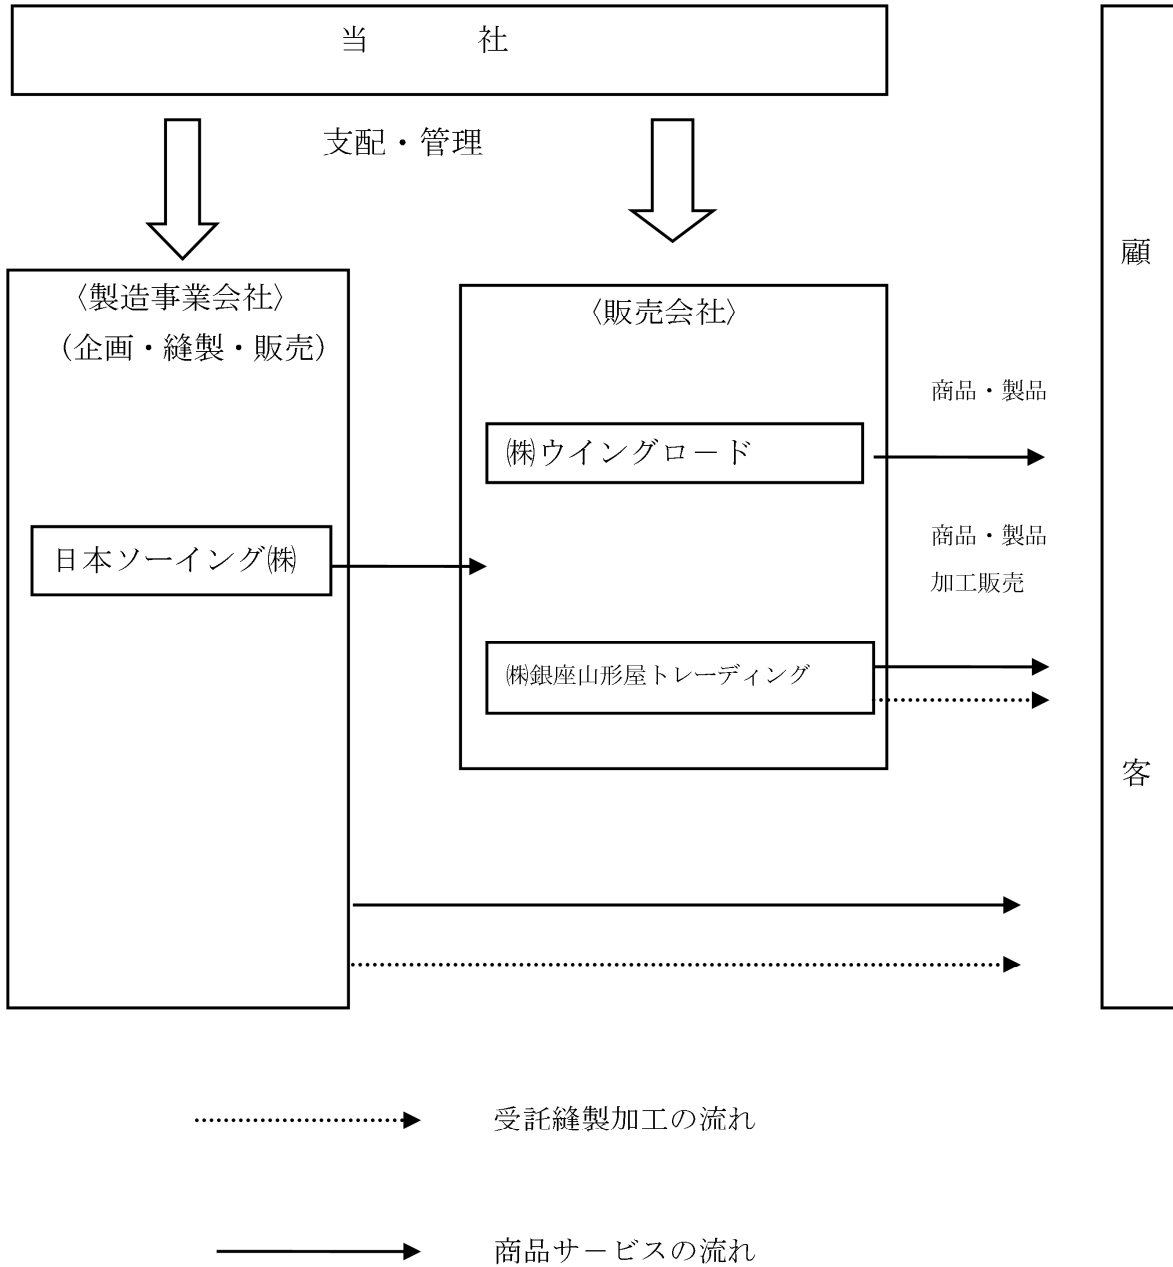 当　　社
支配・管理
〈製造事業会社〉
（企画・縫製・販売）
〈販売会社〉
商品・製品
㈱ウイングロード
日本ソーイング㈱
商品・製品
加工販売
㈱銀座山形屋トレーディング
顧
客
受託縫製加工の流れ
商品サービスの流れ